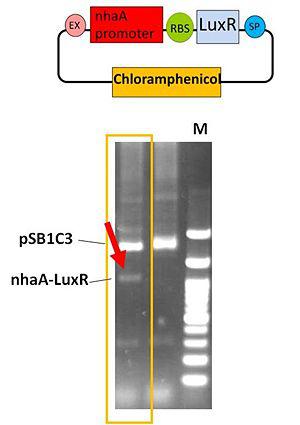 EX
nhaA
promoter
RBS
LuxR
SP
Chloramphenicol
M
pSB1C3
nhaA-LuxR